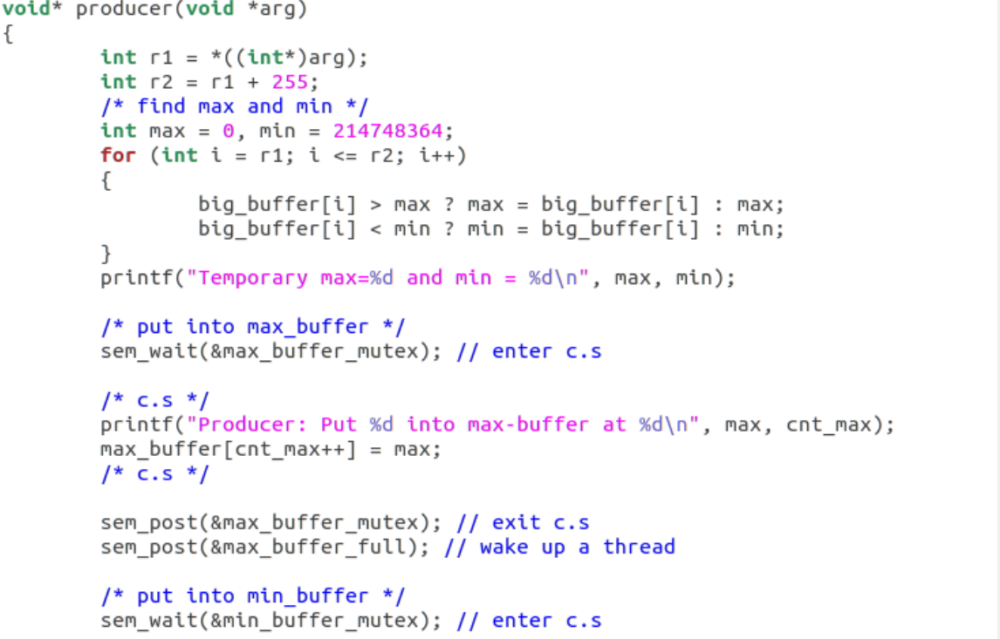 void* producer(void *arg)
{
        int r1 = *((int*)arg);
        int r2 = r1 + 255;
        /* find max and min */
        int max = 0, min = 214748364;
        for (int i = r1; i <= r2; i++)
        {
                big_buffer[i] > max ? max = big_buffer[i] : max;
                big_buffer[i] < min ? min = big_buffer[i] : min;
        }
        printf("Temporary max=%d and min = %d\n", max, min);

        /* put into max_buffer */
        sem_wait(&max_buffer_mutex); // enter c.s

        /* c.s */
        printf("Producer: Put %d into max-buffer at %d\n", max, cnt_max);
        max_buffer[cnt_max++] = max;
        /* c.s */

        sem_post(&max_buffer_mutex); // exit c.s
        sem_post(&max_buffer_full); // wake up a thread

        /* put into min_buffer */
        sem_wait(&min_buffer_mutex); // enter c.s